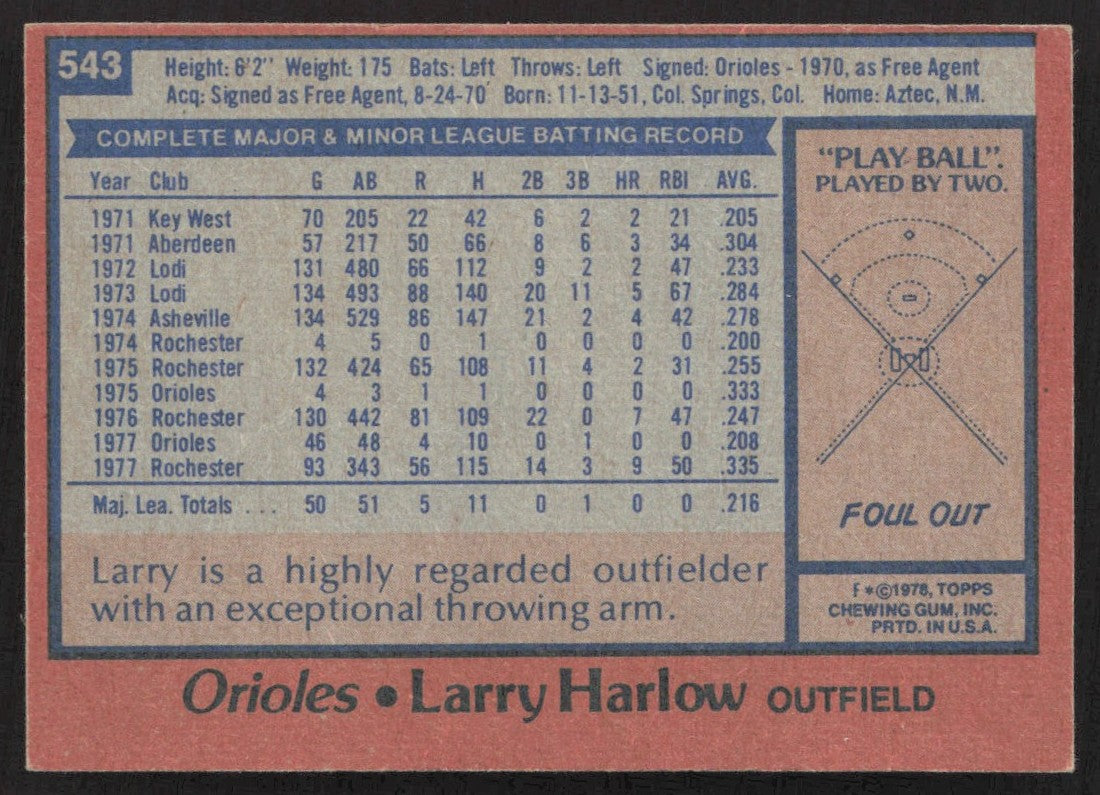 543
Height: 6'2" Weight: 175 Bats: Left Throws: Left Signed: Orioles - 1970, as Free Agent
Acq: Signed as Free Agent, 8-24-70 Born: 11-13-51, Col. Springs, Col. Home: Aztec, N.M.
COMPLETE MAJOR & MINOR LEAGUE BATTING RECORD
Year Club G AB R H 2B 3B HR RBI AVG.
1971 Key West 70 205 22 42 6 2 2 21 .205
1971 Aberdeen 57 217 50 66 8 6 3 34 .304
1972 Lodi 131 480 66 112 9 2 2 47 .233
1973 Lodi 134 493 88 140 20 11 5 67 .284
1974 Asheville 134 529 86 147 21 2 4 42 .278
1974 Rochester 4 5 0 1 0 0 0 0 .200
1975 Rochester 132 424 65 108 11 4 2 31 .255
1975 Orioles 4 3 1 1 0 0 0 0 .333
1976 Rochester 130 442 81 109 22 0 7 47 .247
1977 Orioles 46 48 4 10 0 1 0 0 .208
1977 Rochester 93 343 56 115 14 3 9 50 .335
Maj. Lea. Totals . . . 50 51 5 11 0 1 0 0 .216
Larry is a highly regarded outfielder
with an exceptional throwing arm.
"PLAY BALL".
PLAYED BY TWO.
FOUL OUT
F *©1978, TOPPS
CHEWING GUM, INC.
PRTD. IN U.S.A.
Orioles • Larry Harlow OUTFIELD